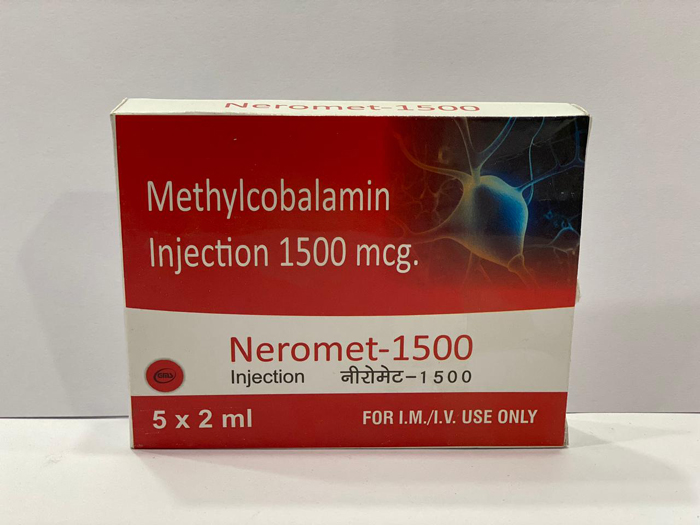 Neromet-1500
Methylcobalamin
Injection 1500 mcg.
Neromet-1500
Injection नीरोमेट-1500
5 x 2 ml FOR I.M./I.V. USE ONLY